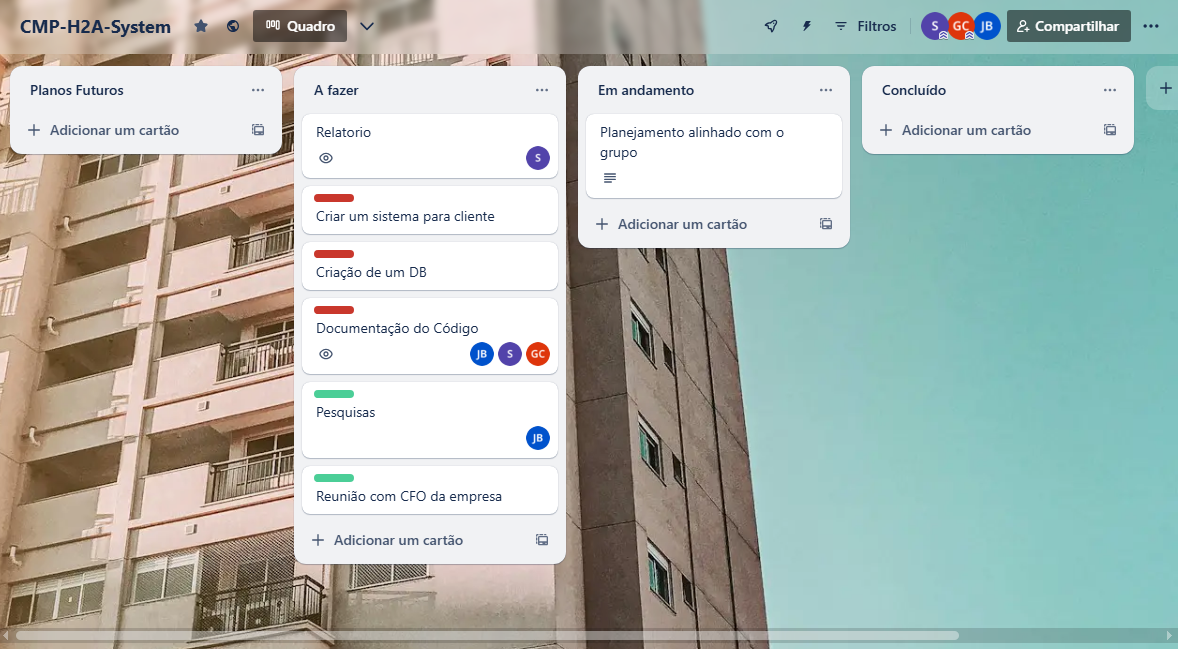 CMP-H2A-System
Quadro
Filtros
S
GC
JB
Compartilhar
Planos Futuros
Adicionar um cartão
A fazer
Relatorio
S
Criar um sistema para cliente
Criação de um DB
Documentação do Código
JB
S
GC
Pesquisas
JB
Reunião com CFO da empresa
Adicionar um cartão
Em andamento
Planejamento alinhado com o
grupo
Adicionar um cartão
Concluído
Adicionar um cartão